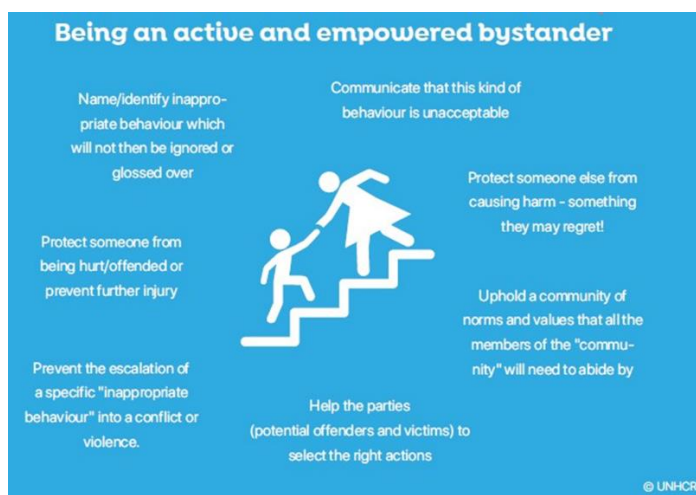 Being an active and empowered bystander
Communicate that this kind of
behaviour is unacceptable
Name/identify inappro-
priate behaviour which
will not then be ignored or
glossed over
Protect someone else from
causing harm - something
they may regret!
Protect someone from
being hurt/offended or
prevent further injury
Uphold a community of
norms and values that all the
members of the "commu-
nity" will need to abide by
Prevent the escalation of
a specific "inappropriate
behaviour" into a conflict or
violence.
Help the parties
(potential offenders and victims) to
select the right actions
© UNHCR